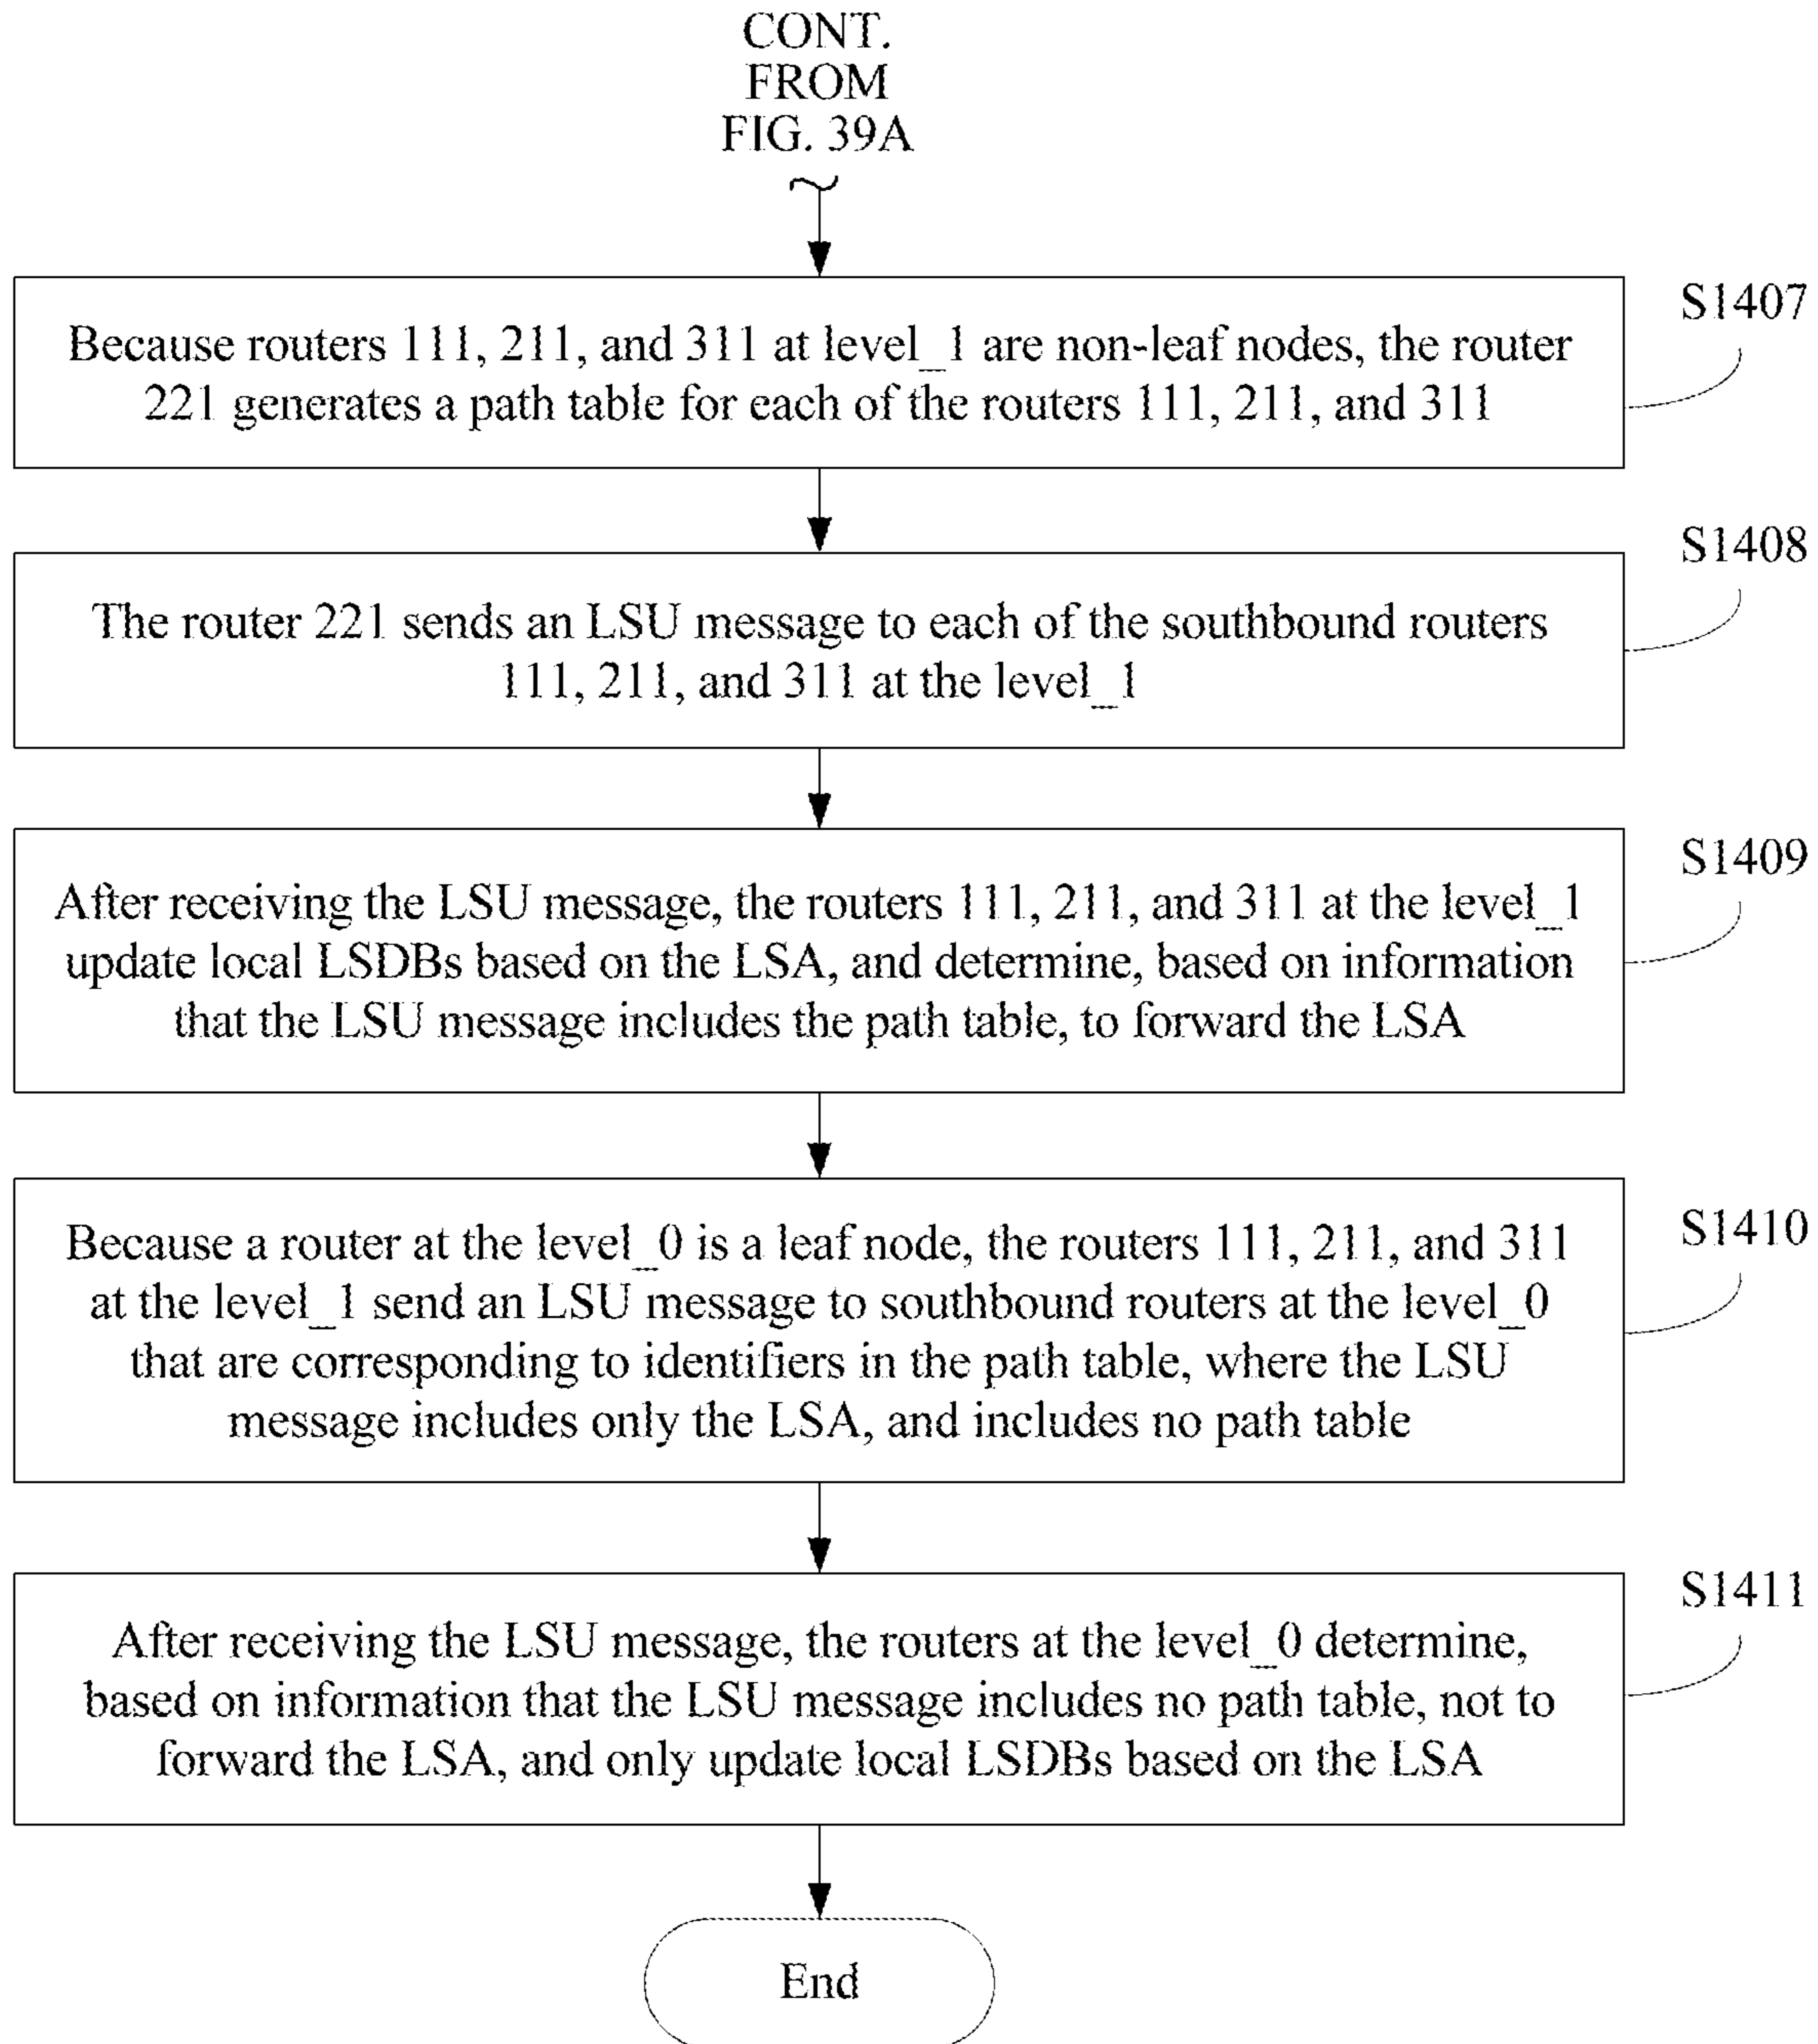 CONT.
FROM
FIG. 39A
S1407
Because routers 111, 211, and 311 at level_1 are non-leaf nodes, the router
221 generates a path table for each of the routers 111, 211, and 311
S1408
The router 221 sends an LSU message to each of the southbound routers
111, 211, and 311 at the level_1
S1409
After receiving the LSU message, the routers 111, 211, and 311 at the level_1
update local LSDBs based on the LSA, and determine, based on information
that the LSU message includes the path table, to forward the LSA
S1410
Because a router at the level_0 is a leaf node, the routers 111, 211, and 311
at the level_1 send an LSU message to southbound routers at the level_0
that are corresponding to identifiers in the path table, where the LSU
message includes only the LSA, and includes no path table
S1411
After receiving the LSU message, the routers at the level_0 determine,
based on information that the LSU message includes no path table, not to
forward the LSA, and only update local LSDBs based on the LSA
End